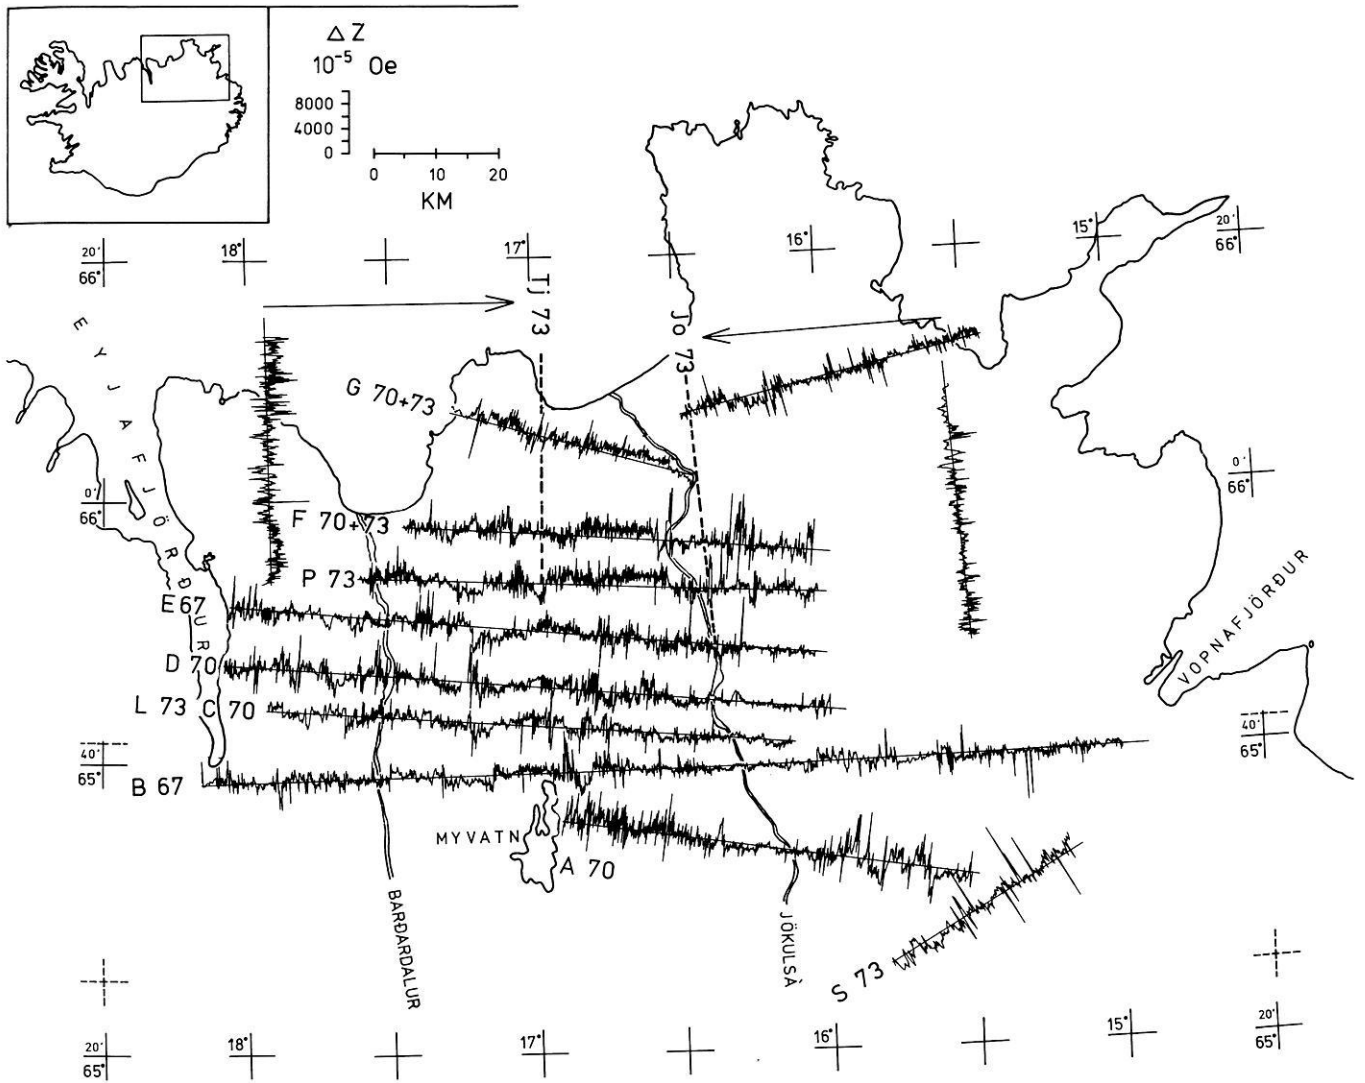 △ Z
10⁻⁵ Oe
8000
4000
0
0 10 20
KM
20'
66°
18°
17°
16°
15°
20'
66°
EYJAFJÖRÐUR
Tj 73
Jo 73
G 70+73
0'
66°
0'
66°
F 70+73
P 73
E67
D 70
L 73 C 70
VOPNAFJÖRÐUR
40'
65°
40'
65°
B 67
MYVATN
A 70
BARÐARDALUR
JÖKULSÀ
S 73
20'
65°
18°
17°
16°
15°
20'
65°